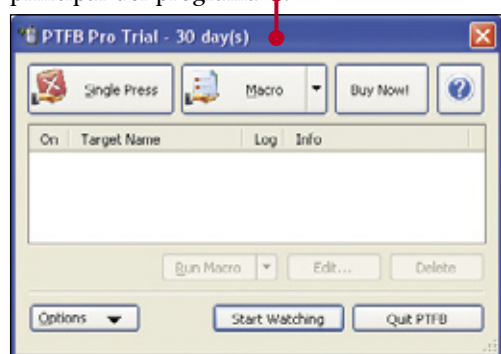 PTFB Pro Trial - 30 day(s)
Single Press Macro Buy Now!
On Target Name Log Info
Run Macro Edit... Delete
Options Start Watching Quit PTFB